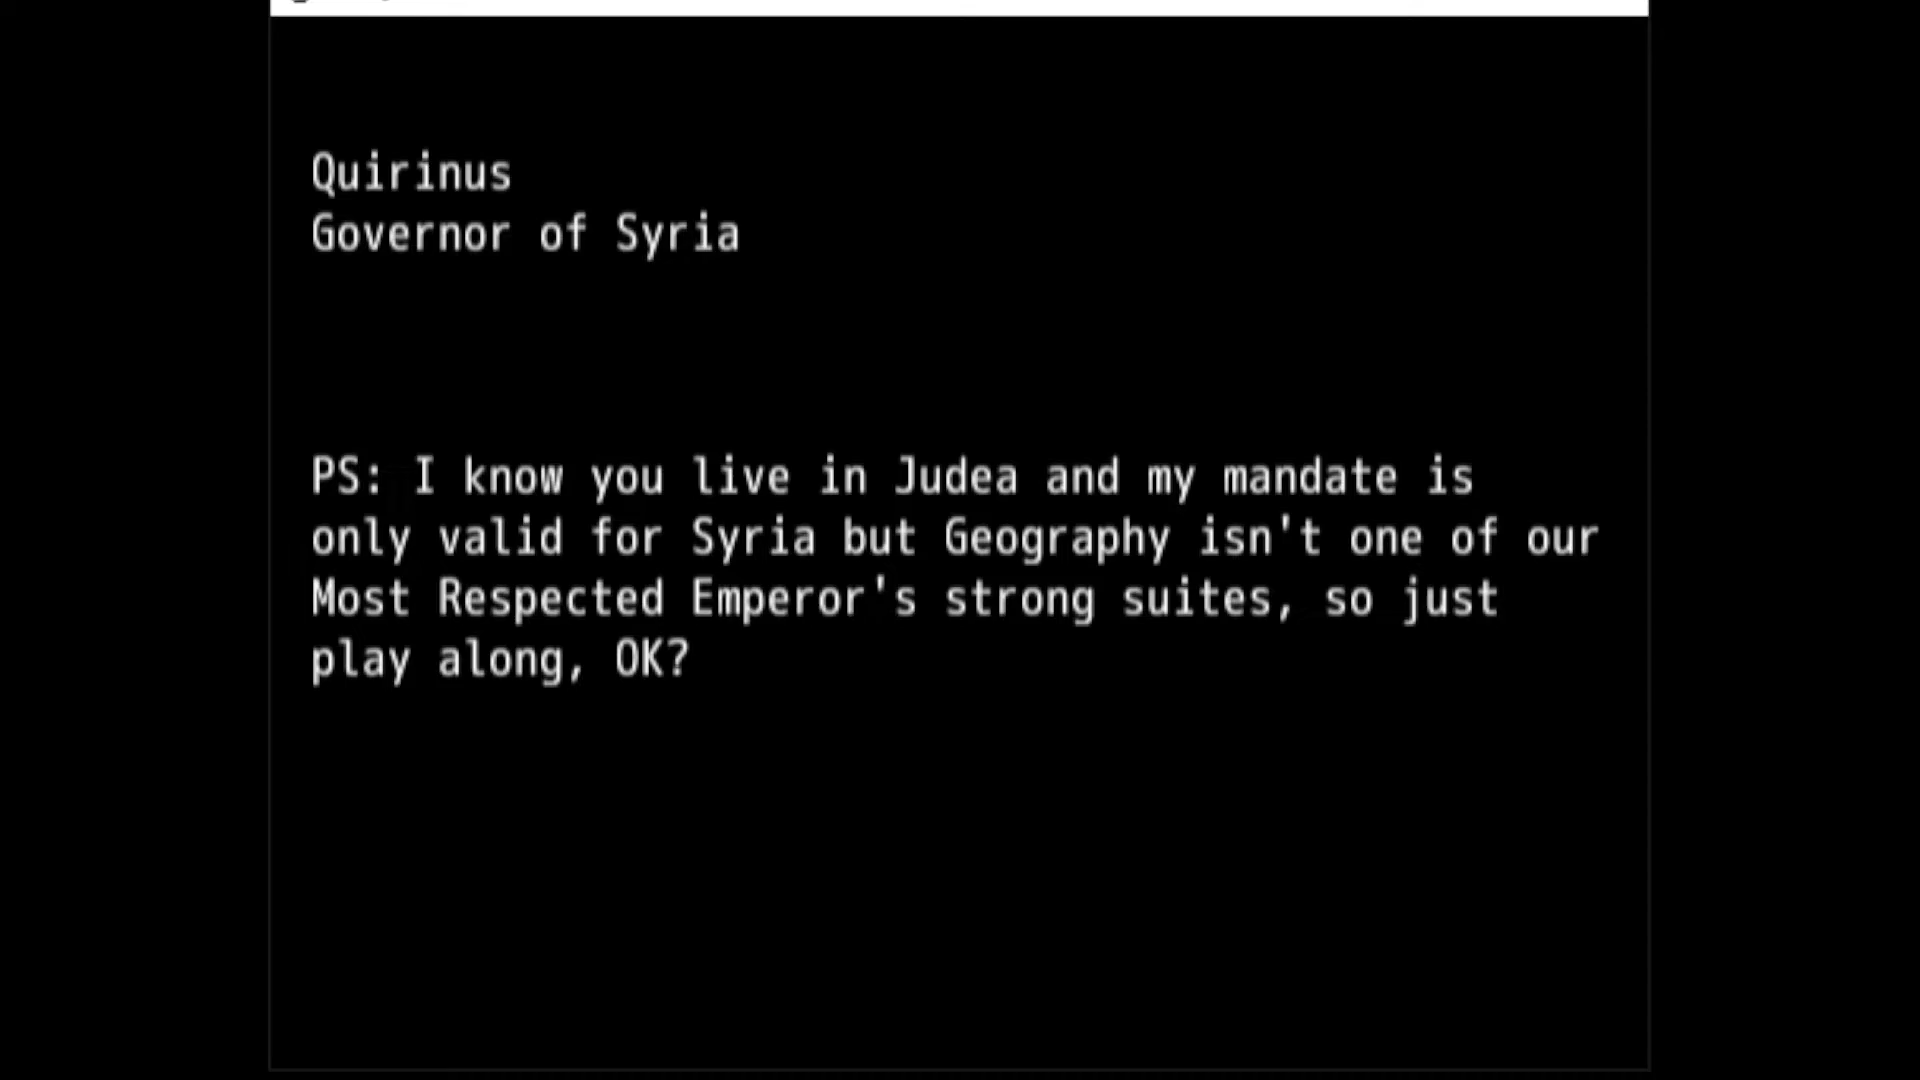 Quirinus
Governor of Syria
PS: I know you live in Judea and my mandate is
only valid for Syria but Geography isn't one of our
Most Respected Emperor's strong suites, so just
play along, OK?